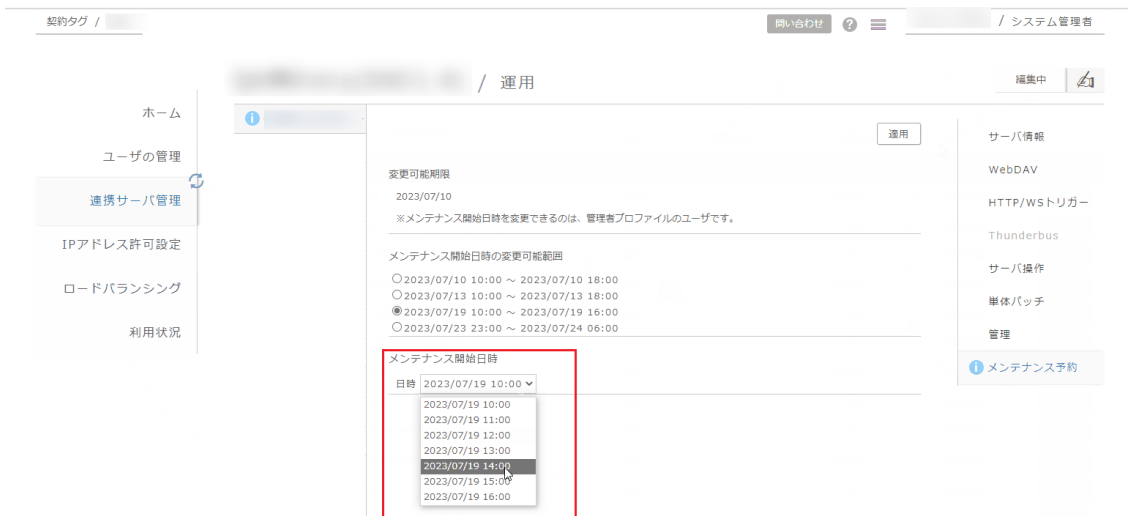 契約タグ /
問い合わせ
/ システム管理者
/ 運用
編集中
ホーム
ユーザの管理
連携サーバ管理
IPアドレス許可設定
ロードバランシング
利用状況
適用
変更可能期限
2023/07/10
※メンテナンス開始日時を変更できるのは、管理者プロファイルのユーザです。
メンテナンス開始日時の変更可能範囲
2023/07/10 10:00 ～ 2023/07/10 18:00
2023/07/13 10:00 ～ 2023/07/13 18:00
2023/07/19 10:00 ～ 2023/07/19 16:00
2023/07/23 23:00 ～ 2023/07/24 06:00
メンテナンス開始日時
日時 2023/07/19 10:00
2023/07/19 10:00
2023/07/19 11:00
2023/07/19 12:00
2023/07/19 13:00
2023/07/19 14:00
2023/07/19 15:00
2023/07/19 16:00
サーバ情報
WebDAV
HTTP/WSトリガー
Thunderbus
サーバ操作
単体パッチ
管理
メンテナンス予約